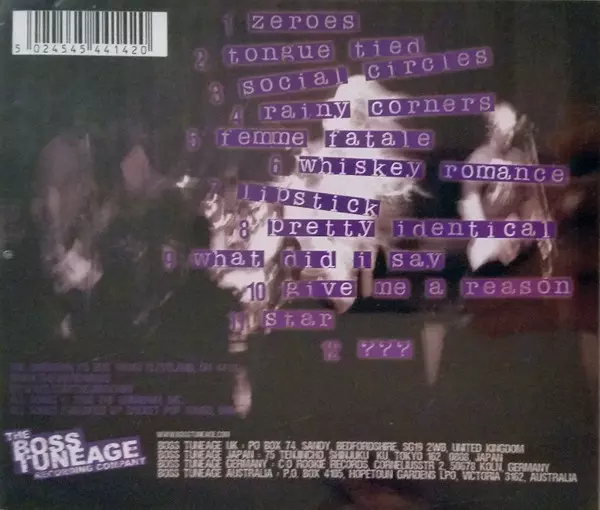 5 024545 441420
1 zeroes
2 tongue tied
3 social circles
4 rainy corners
5 femme fatale
6 whiskey romance
7 lipstick
8 pretty identical
9 what did i say
10 give me a reason
11 star
12 ???
THE BOSS TUNEAGE RECORDING COMPANY
WWW.BOSSTUNEAGE.COM
BOSS TUNEAGE UK : PO BOX 74, SANDY, BEDFORDSHIRE, SG19 2WB, UNITED KINGDOM
BOSS TUNEAGE JAPAN : 75 TENJINCHO, SHINJUKU KU, TOKYO 162 0808, JAPAN
BOSS TUNEAGE GERMANY : C O ROOKIE RECORDS, CORNELIUSSTR 2, 50678 KOLN, GERMANY
BOSS TUNEAGE AUSTRALIA : P.O. BOX 4185, HOPETOUN GARDENS LPO, VICTORIA 3162, AUSTRALIA